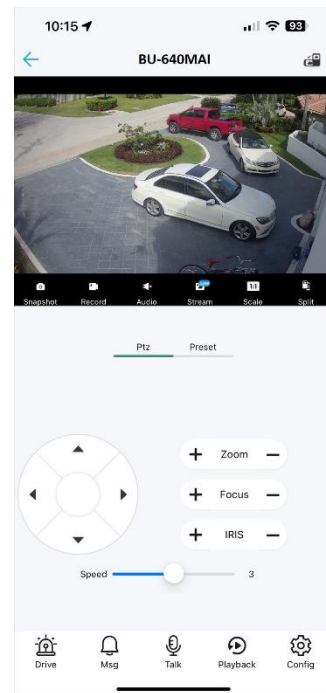 10:15
93
BU-640MAI
Snapshot Record Audio Stream Scale Split
1:1
Ptz Preset
+ Zoom −
+ Focus −
+ IRIS −
Speed 3
Drive Msg Talk Playback Config